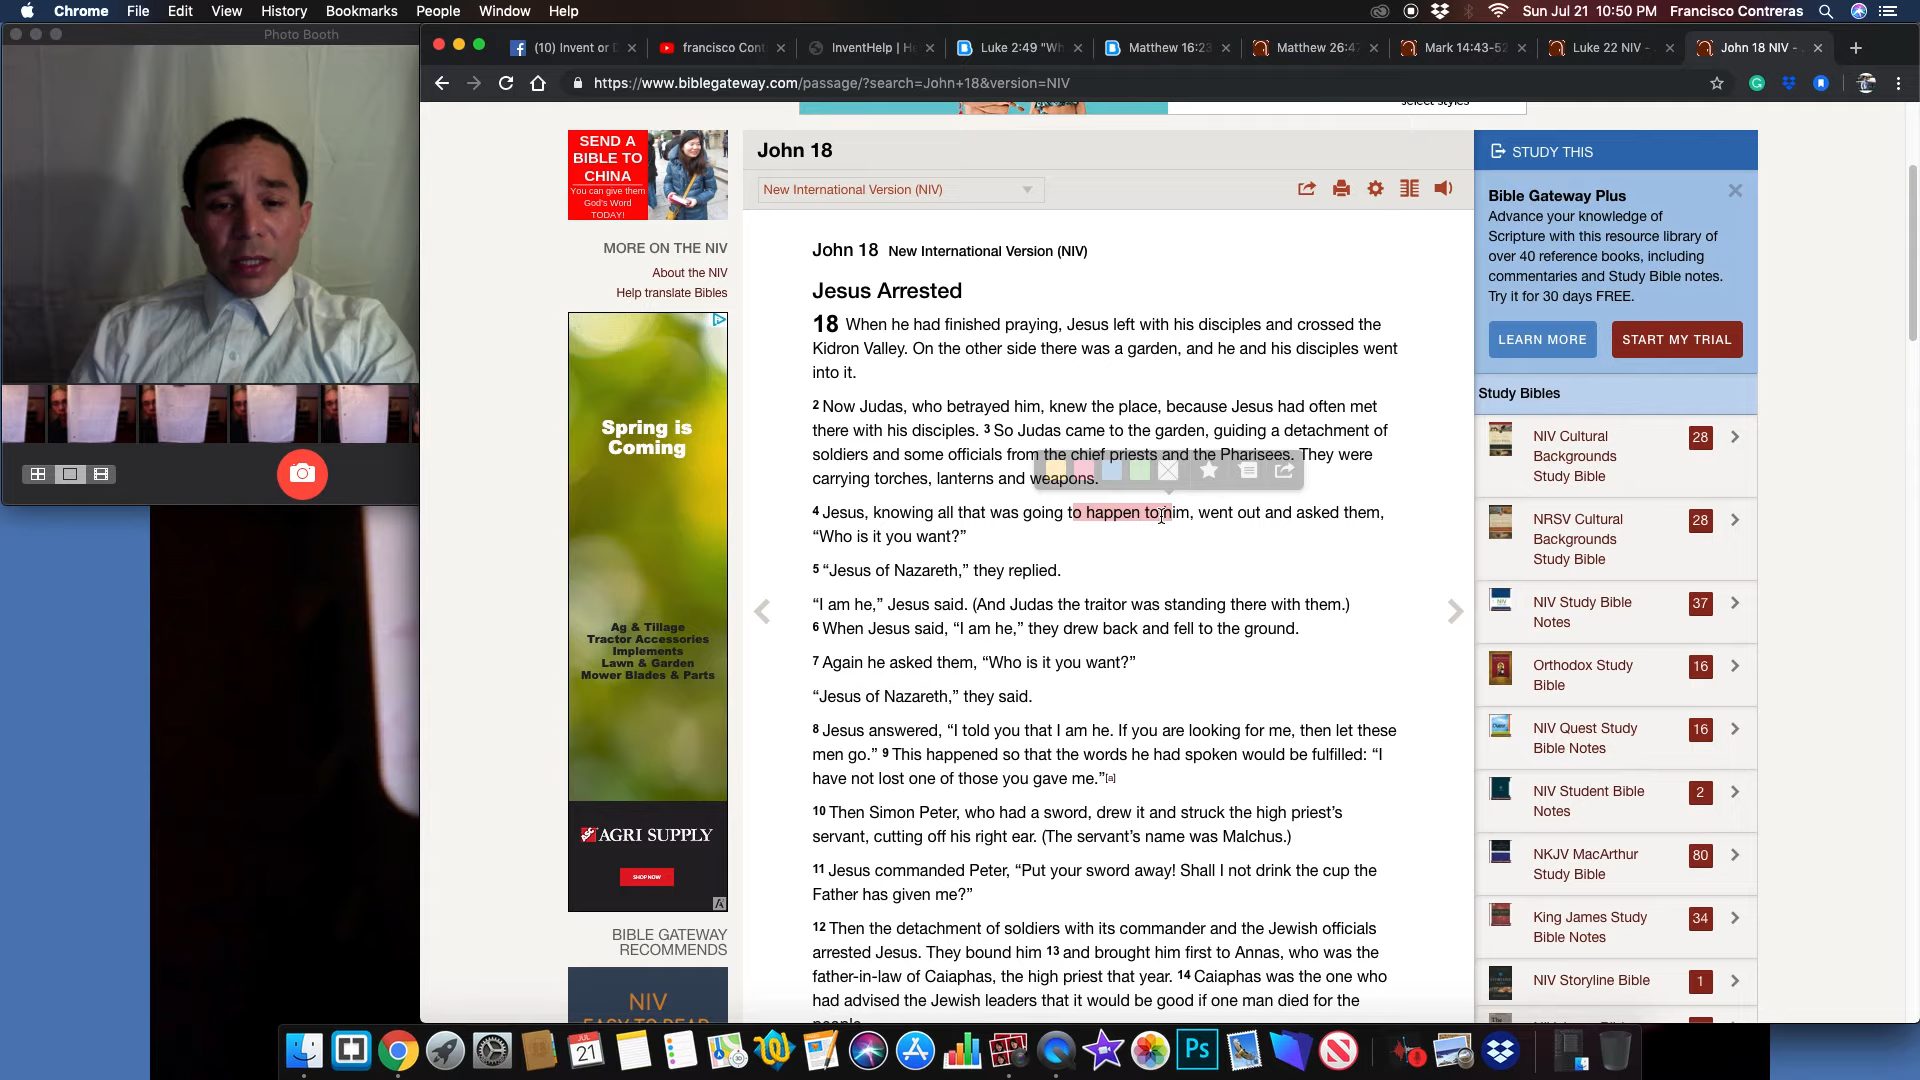 Chrome File Edit View History Bookmarks People Window Help Sun Jul 21 10:50 PM Francisco Contreras
Photo Booth
(10) Invent or
francisco Cont
InventHelp | H
Luke 2:49 "Wh
Matthew 16:23
Matthew 26:47
Mark 14:43-52
Luke 22 NIV -
John 18 NIV -
https://www.biblegateway.com/passage/?search=John+18&version=NIV
select styles
SEND A
BIBLE TO
CHINA
You can give them
God's Word
TODAY!
MORE ON THE NIV
About the NIV
Help translate Bibles
Spring is
Coming
Ag & Tillage
Tractor Accessories
Implements
Lawn & Garden
Mower Blades & Parts
AGRI SUPPLY
SHOP NOW
BIBLE GATEWAY
RECOMMENDS
NIV
John 18
New International Version (NIV)
John 18 New International Version (NIV)
Jesus Arrested
18 When he had finished praying, Jesus left with his disciples and crossed the
Kidron Valley. On the other side there was a garden, and he and his disciples went
into it.
2 Now Judas, who betrayed him, knew the place, because Jesus had often met
there with his disciples. 3 So Judas came to the garden, guiding a detachment of
soldiers and some officials from the chief priests and the Pharisees. They were
carrying torches, lanterns and weapons.
4 Jesus, knowing all that was going to happen to him, went out and asked them,
“Who is it you want?”
5 “Jesus of Nazareth,” they replied.
“I am he,” Jesus said. (And Judas the traitor was standing there with them.)
6 When Jesus said, “I am he,” they drew back and fell to the ground.
7 Again he asked them, “Who is it you want?”
“Jesus of Nazareth,” they said.
8 Jesus answered, “I told you that I am he. If you are looking for me, then let these
men go.” 9 This happened so that the words he had spoken would be fulfilled: “I
have not lost one of those you gave me.”[a]
10 Then Simon Peter, who had a sword, drew it and struck the high priest’s
servant, cutting off his right ear. (The servant’s name was Malchus.)
11 Jesus commanded Peter, “Put your sword away! Shall I not drink the cup the
Father has given me?”
12 Then the detachment of soldiers with its commander and the Jewish officials
arrested Jesus. They bound him 13 and brought him first to Annas, who was the
father-in-law of Caiaphas, the high priest that year. 14 Caiaphas was the one who
had advised the Jewish leaders that it would be good if one man died for the
people.
STUDY THIS
Bible Gateway Plus
Advance your knowledge of
Scripture with this resource library of
over 40 reference books, including
commentaries and Study Bible notes.
Try it for 30 days FREE.
LEARN MORE
START MY TRIAL
Study Bibles
NIV Cultural
Backgrounds
Study Bible
28
NRSV Cultural
Backgrounds
Study Bible
28
NIV Study Bible
Notes
37
Orthodox Study
Bible
16
NIV Quest Study
Bible Notes
16
NIV Student Bible
Notes
2
NKJV MacArthur
Study Bible
80
King James Study
Bible Notes
34
NIV Storyline Bible
1
JUL
21
Ps